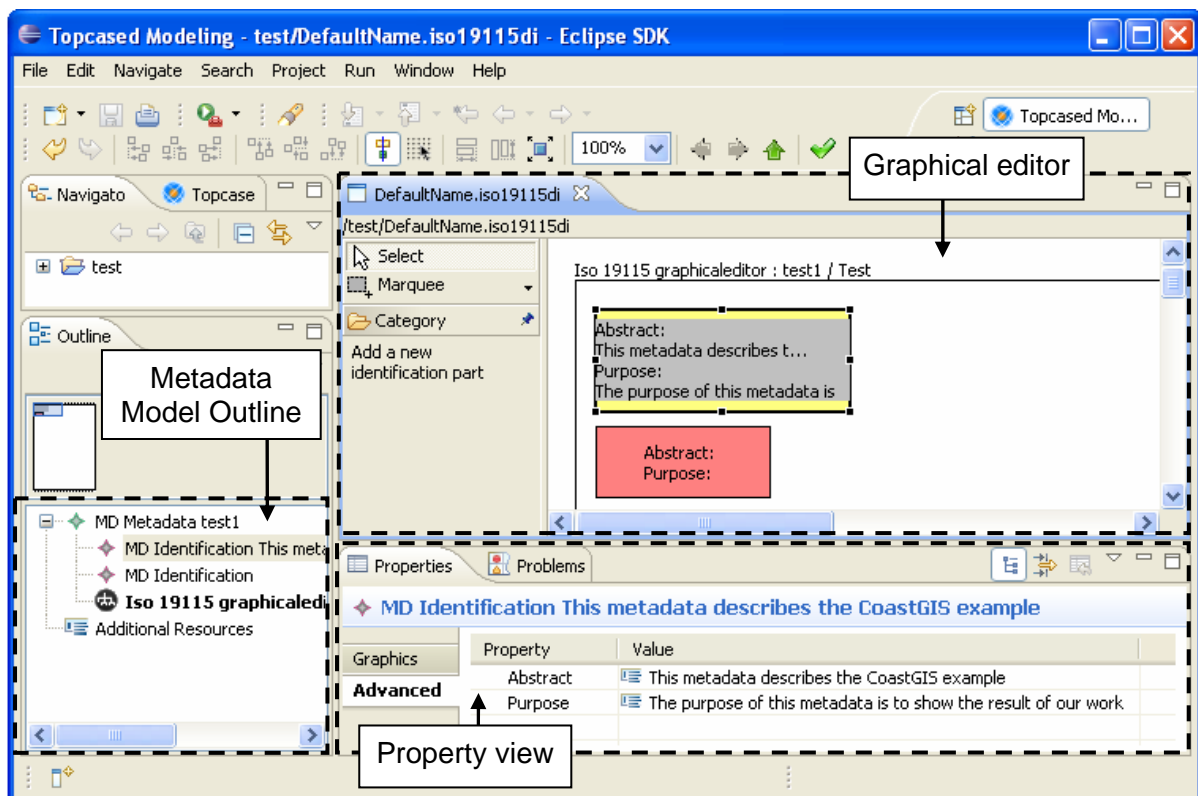 Topcased Modeling - test/DefaultName.iso19115di - Eclipse SDK
File Edit Navigate Search Project Run Window Help
Topcased Mo...
100%
Graphical editor
Navigato
Topcase
DefaultName.iso19115di
/test/DefaultName.iso19115di
test
Select
Marquee
Category
Add a new
identification part
Iso 19115 graphicaleditor : test1 / Test
Abstract:
This metadata describes t...
Purpose:
The purpose of this metadata is
Abstract:
Purpose:
Outline
Metadata
Model Outline
MD Metadata test1
MD Identification This meta
MD Identification
Iso 19115 graphicaledi
Additional Resources
Properties
Problems
MD Identification This metadata describes the CoastGIS example
Graphics
Advanced
Property Value
Abstract This metadata describes the CoastGIS example
Purpose The purpose of this metadata is to show the result of our work
Property view